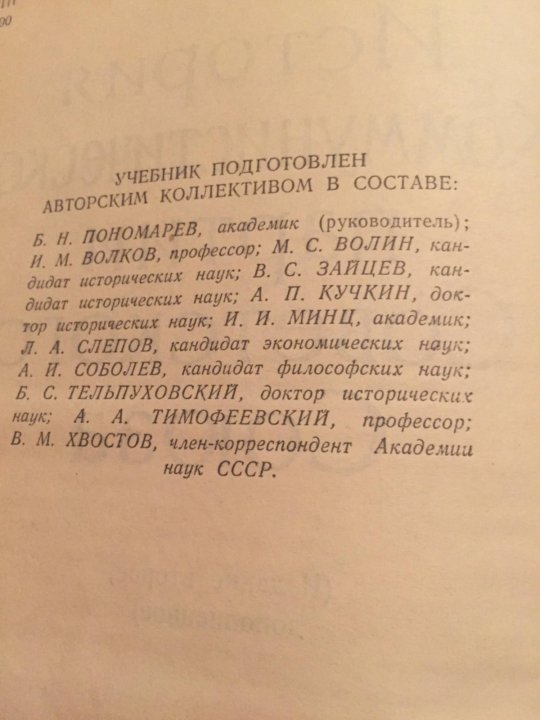 00
УЧЕБНИК ПОДГОТОВЛЕН
АВТОРСКИМ КОЛЛЕКТИВОМ В СОСТАВЕ:
Б. Н. ПОНОМАРЕВ, академик (руководитель);
И. М. ВОЛКОВ, профессор; М. С. ВОЛИН, кан-
дидат исторических наук; В. С. ЗАЙЦЕВ, кан-
дидат исторических наук; А. П. КУЧКИН, док-
тор исторических наук; И. И. МИНЦ, академик;
Л. А. СЛЕПОВ, кандидат экономических наук;
А. И. СОБОЛЕВ, кандидат философских наук;
Б. С. ТЕЛЬПУХОВСКИЙ, доктор исторических
наук; А. А. ТИМОФЕЕВСКИЙ, профессор;
В. М. ХВОСТОВ, член-корреспондент Академии
наук СССР.